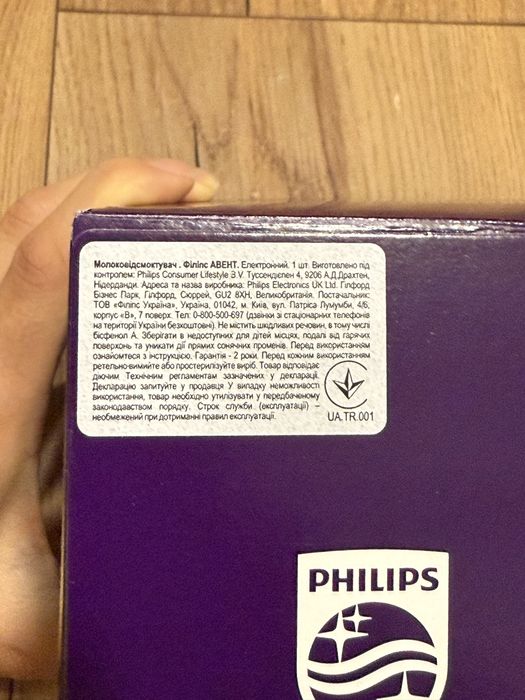 Молоковідсмоктувач . Філіпс АВЕНТ. Електронний. 1 шт. Виготовлено під
контролем: Philips Consumer Lifestyle B.V. Туссендієпен 4, 9206 А.Д.Драхтен,
Нідерданди. Адреса та назва виробника: Philips Electronics UK Ltd. Гілфорд
Бізнес Парк, Гілфорд, Сюррей, GU2 8XH, Великобританія. Постачальник:
ТОВ «Філіпс Україна», Україна, 01042, м. Київ, вул. Патріса Лумумби, 4/6,
корпус «В», 7 поверх. Тел: 0-800-500-697 (дзвінки зі стаціонарних телефонів
на території України безкоштовні). Не містить шкідливих речовин, в тому числі
бісфенол А. Зберігати в недоступних для дітей місцях, подалі від гарячих
поверхонь та уникати дії прямих сонячних променів. Перед використанням
ознайомтеся з інструкцією. Гарантія - 2 роки. Перед кожним використанням
ретельно вимийте або простерилізуйте виріб. Товар відповідає
діючим Технічним регламентам зазначених у декларації.
Декларацію запитуйте у продавця У випадку неможливості
використання, товар необхідно утилізувати у передбаченому
законодавством порядку. Строк служби (експлуатації) –
необмежений при дотриманні правил експлуатації.
UA.TR.001
PHILIPS